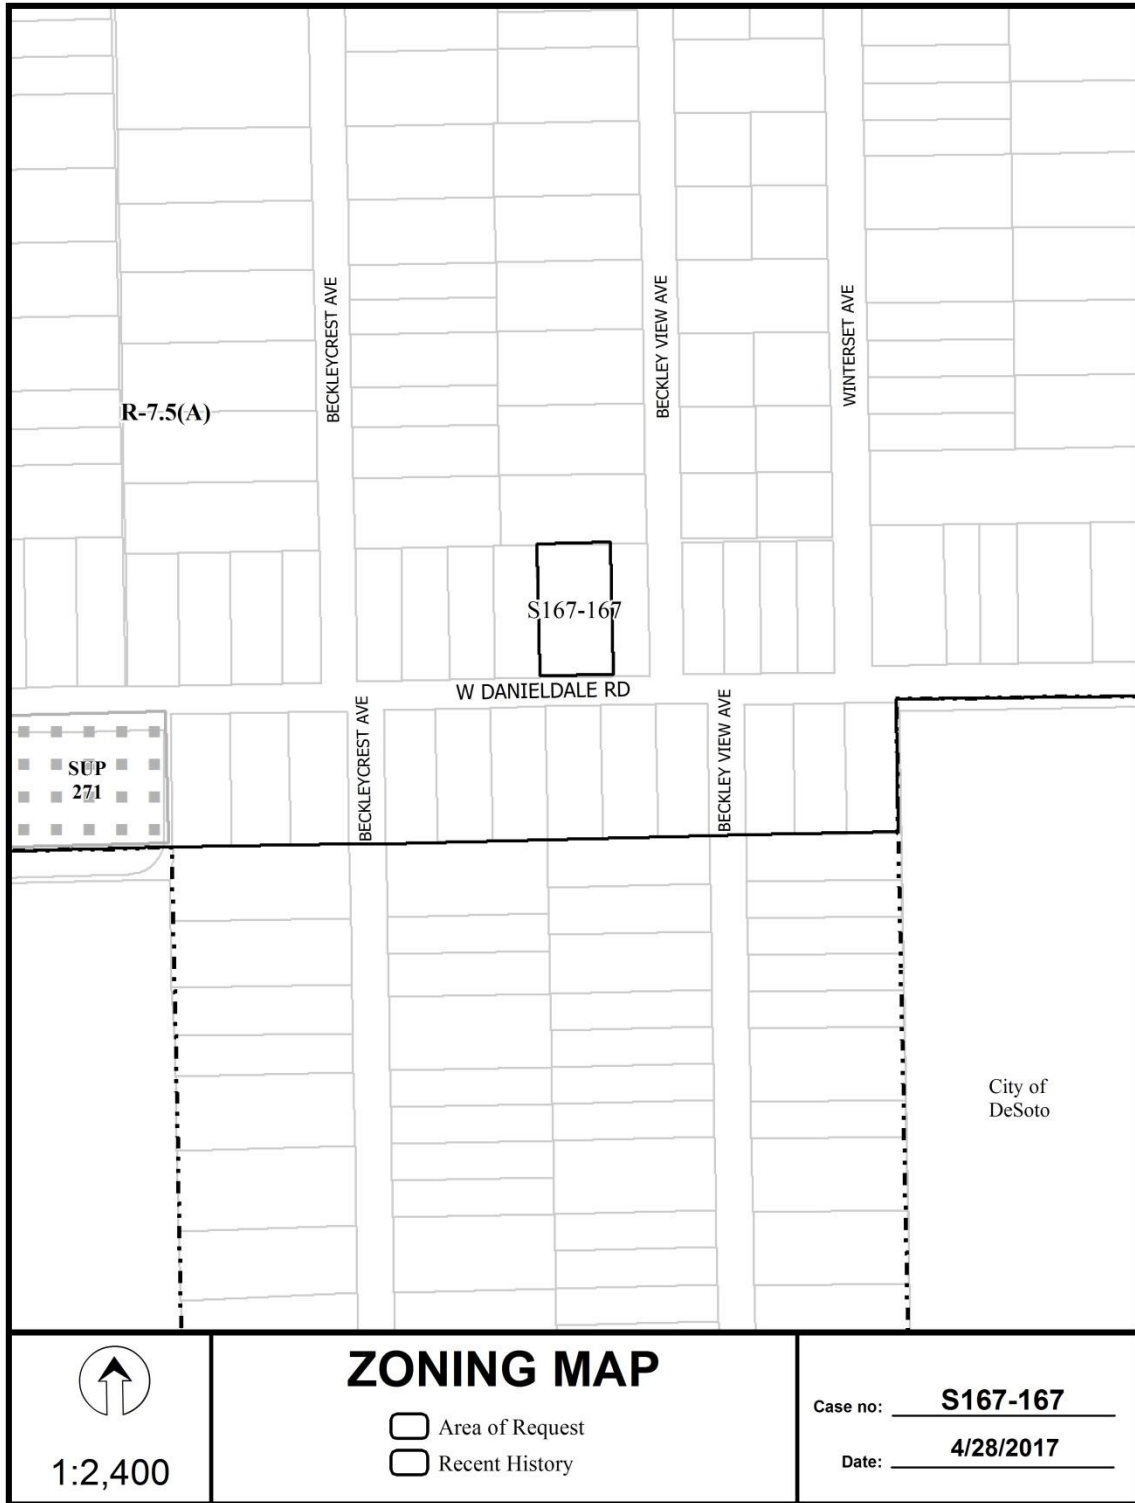 BECKLEYCREST AVE
BECKLEY VIEW AVE
WINTERSET AVE
R-7.5(A)
S167-167
W DANIELDALE RD
BECKLEYCREST AVE
BECKLEY VIEW AVE
SUP
271
City of
DeSoto
1:2,400
ZONING MAP
Area of Request
Recent History
Case no: S167-167
Date: 4/28/2017